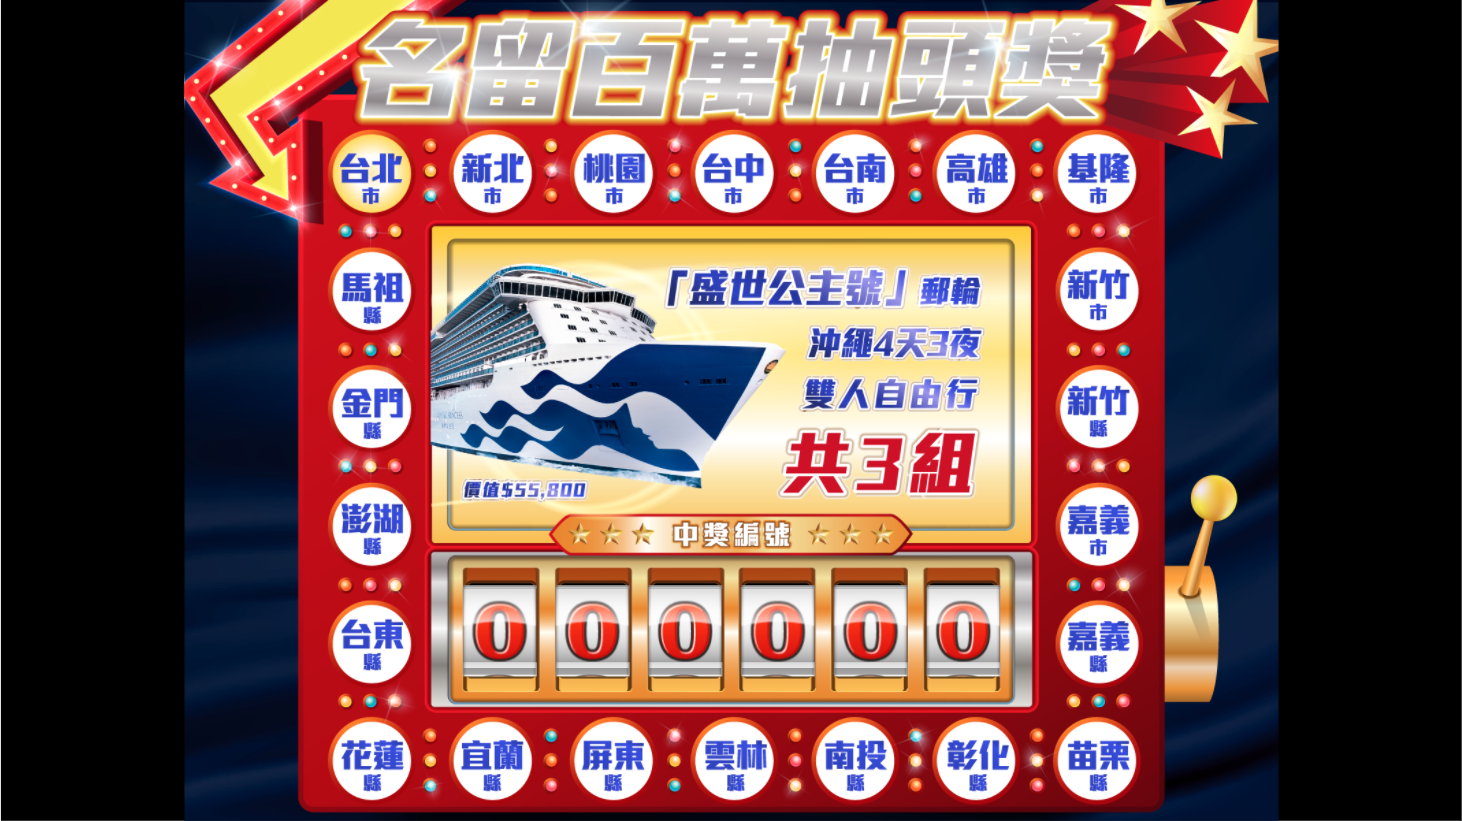 名留百萬抽頭獎
台北市
新北市
桃園市
台中市
台南市
高雄市
基隆市
馬祖縣
新竹市
金門縣
新竹縣
澎湖縣
嘉義市
台東縣
嘉義縣
「盛世公主號」郵輪
沖繩4天3夜
雙人自由行
共3組
價值$55,800
中獎編號
0 0 0 0 0 0
花蓮縣
宜蘭縣
屏東縣
雲林縣
南投縣
彰化縣
苗栗縣